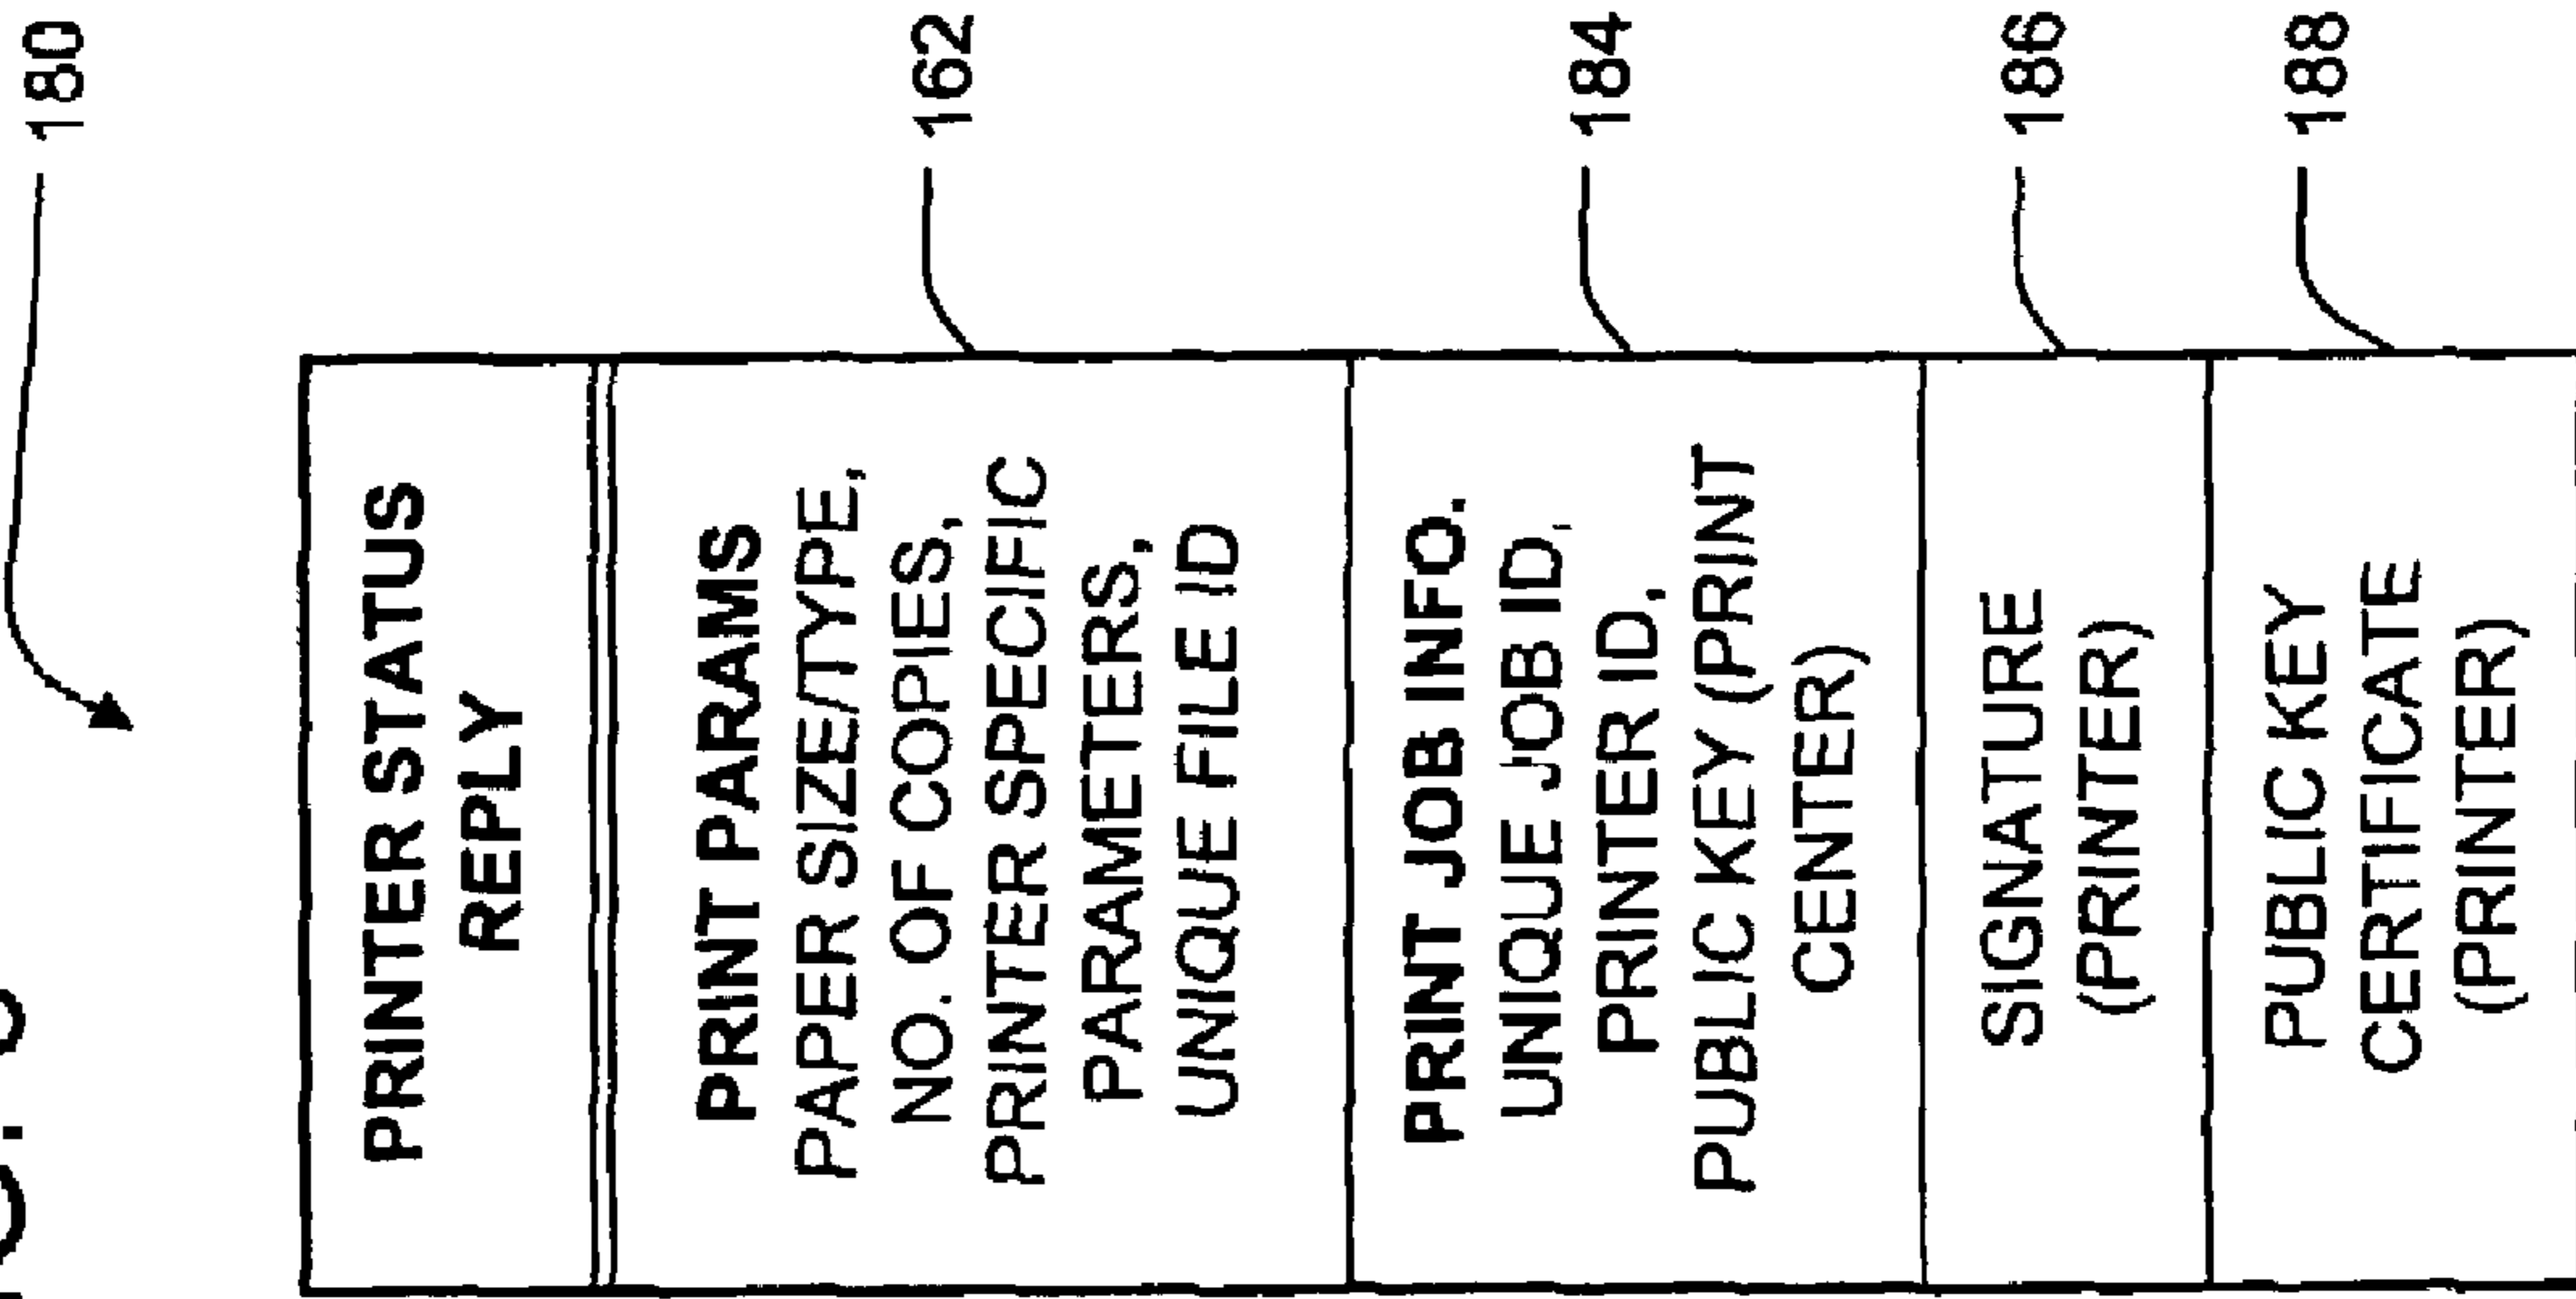 180
PRINTER STATUS
REPLY
PRINT PARAMS
PAPER SIZE/TYPE,
NO. OF COPIES,
PRINTER SPECIFIC
PARAMETERS,
UNIQUE FILE ID
162
PRINT JOB INFO.
UNIQUE JOB ID,
PRINTER ID,
PUBLIC KEY (PRINT
CENTER)
184
SIGNATURE
(PRINTER)
186
PUBLIC KEY
CERTIFICATE
(PRINTER)
188